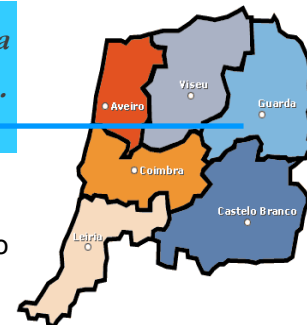 a
.
Viseu
Aveiro
Guarda
Coimbra
Castelo Branco
Leiria
o